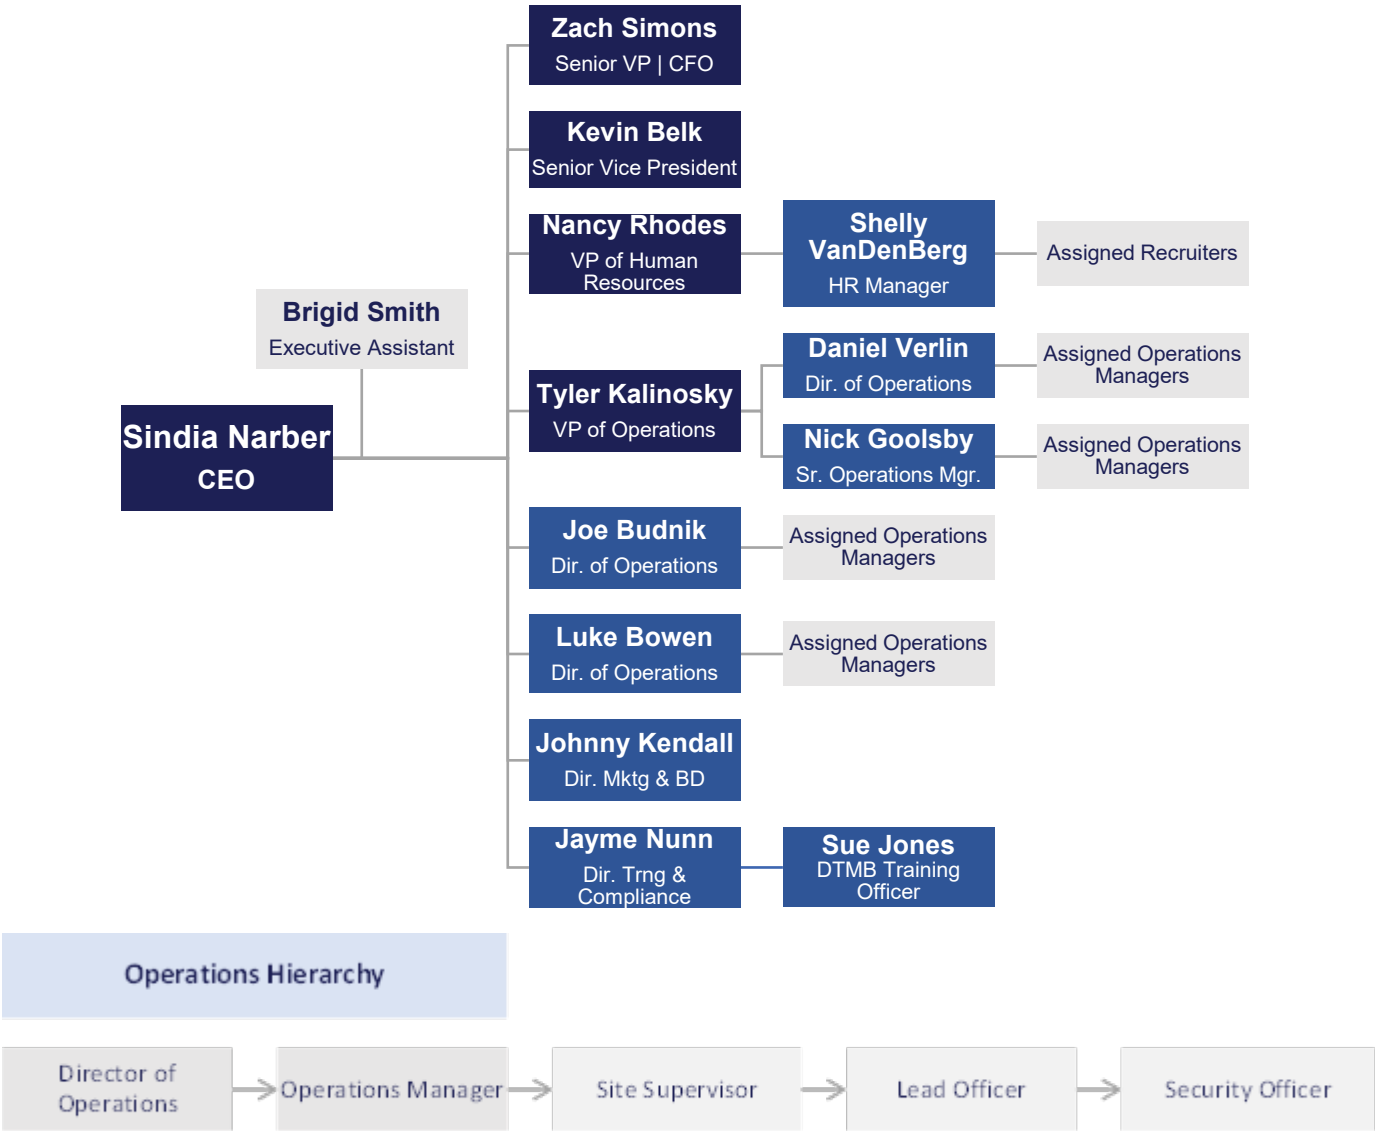 Zach Simons
Senior VP | CFO
Kevin Belk
Senior Vice President
Nancy Rhodes
VP of Human
Resources
Shelly
VanDenBerg
HR Manager
Assigned Recruiters
Brigid Smith
Executive Assistant
Sindia Narber
CEO
Tyler Kalinosky
VP of Operations
Daniel Verlin
Dir. of Operations
Assigned Operations
Managers
Nick Goolsby
Sr. Operations Mgr.
Assigned Operations
Managers
Joe Budnik
Dir. of Operations
Assigned Operations
Managers
Luke Bowen
Dir. of Operations
Assigned Operations
Managers
Johnny Kendall
Dir. Mktg & BD
Jayme Nunn
Dir. Trng &
Compliance
Sue Jones
DTMB Training
Officer
Operations Hierarchy
Director of
Operations
Operations Manager
Site Supervisor
Lead Officer
Security Officer